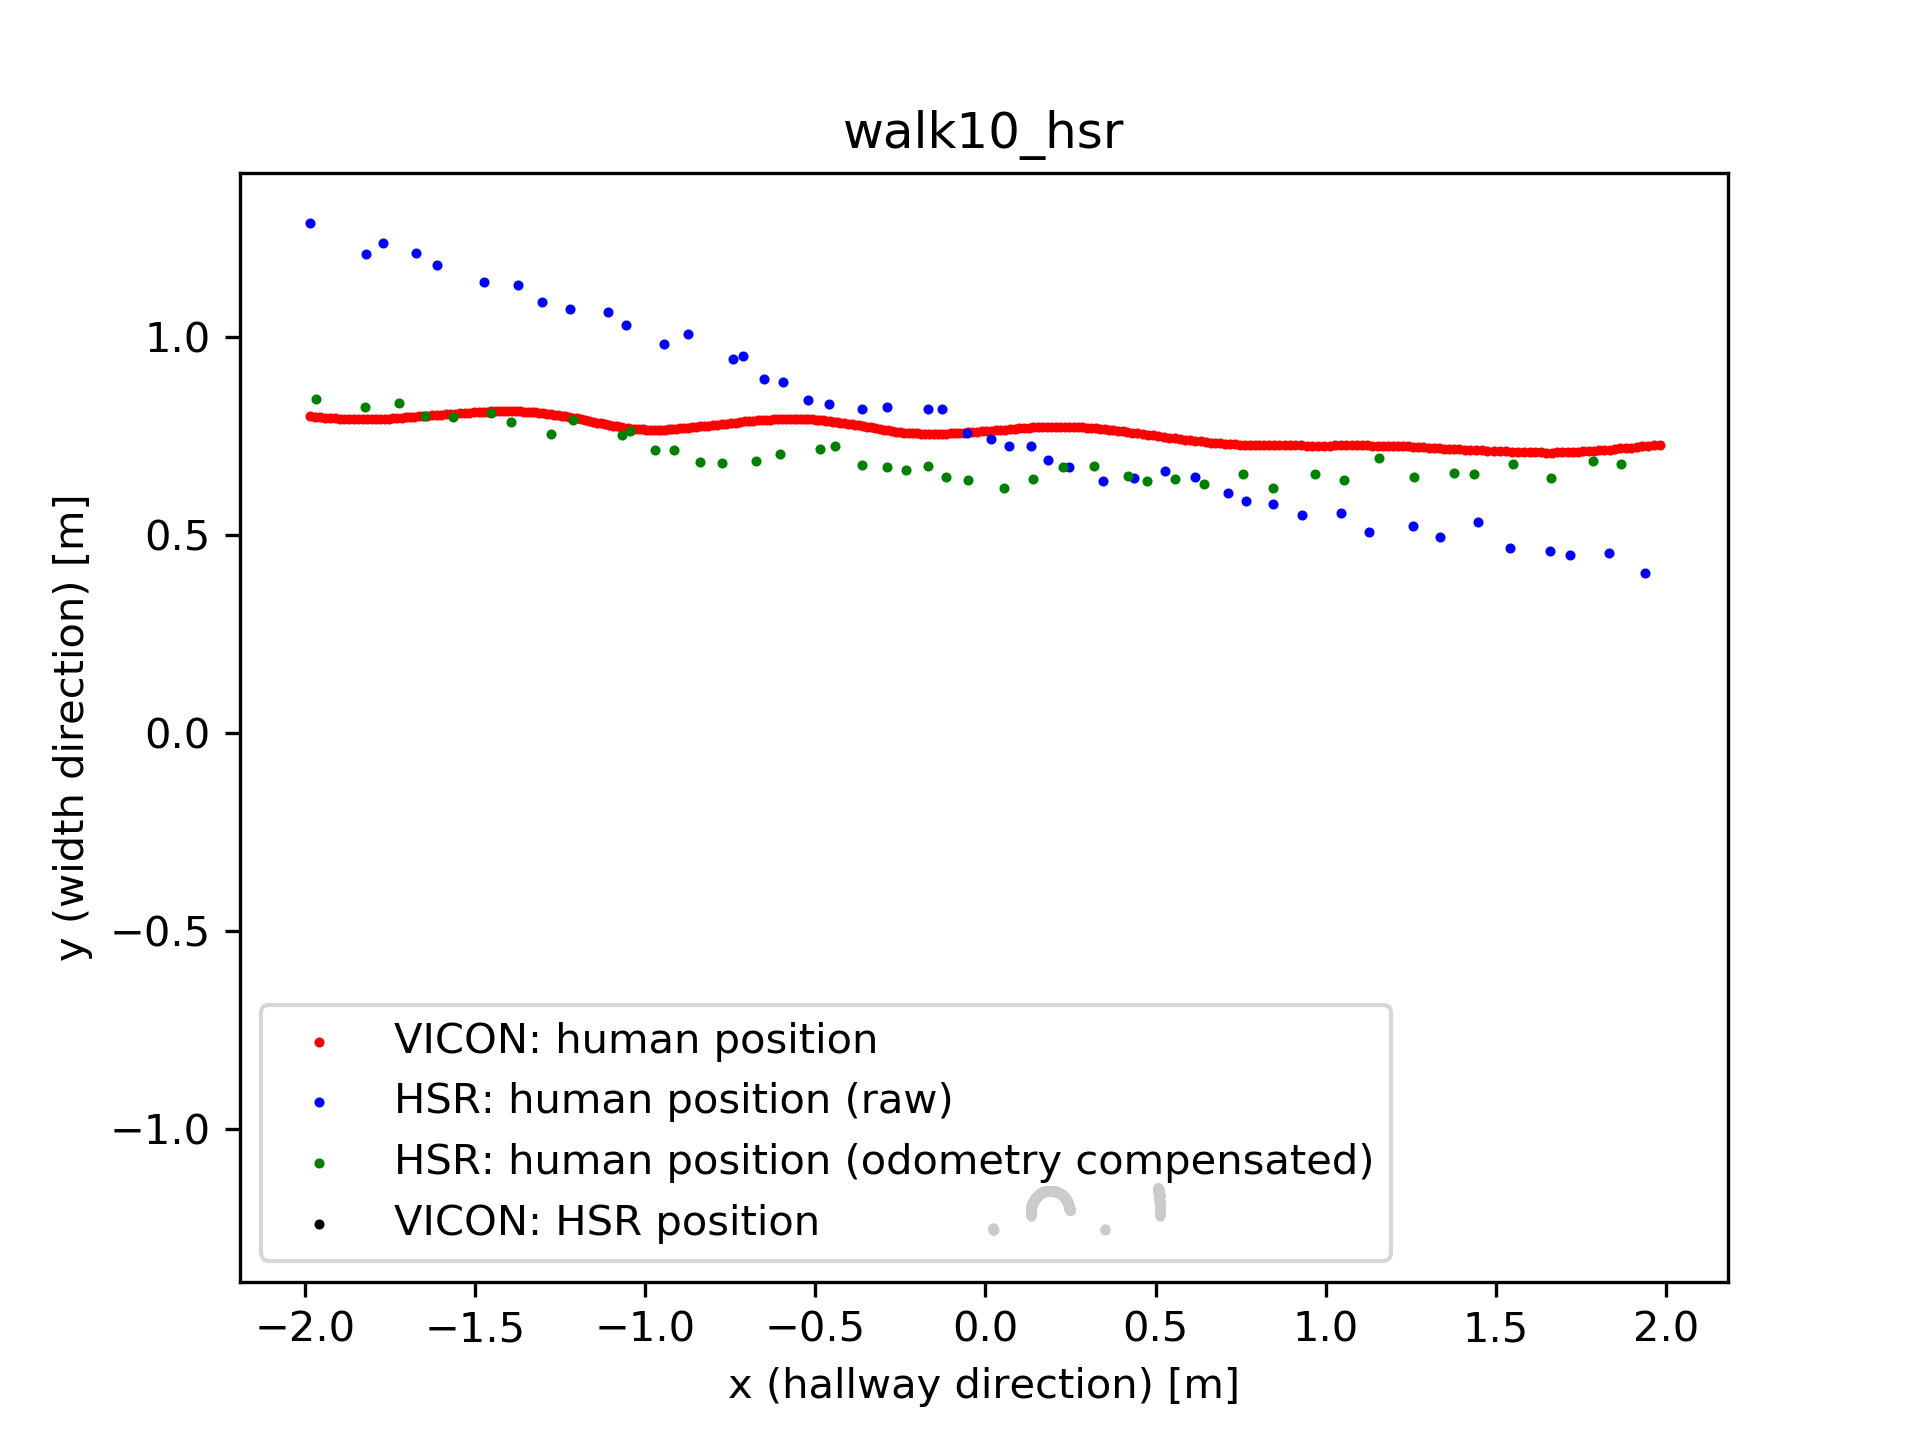 walk10_hsr
1.0
0.5
0.0
−0.5
−1.0
y (width direction) [m]
VICON: human position
HSR: human position (raw)
HSR: human position (odometry compensated)
VICON: HSR position
−2.0 −1.5 −1.0 −0.5 0.0 0.5 1.0 1.5 2.0
x (hallway direction) [m]